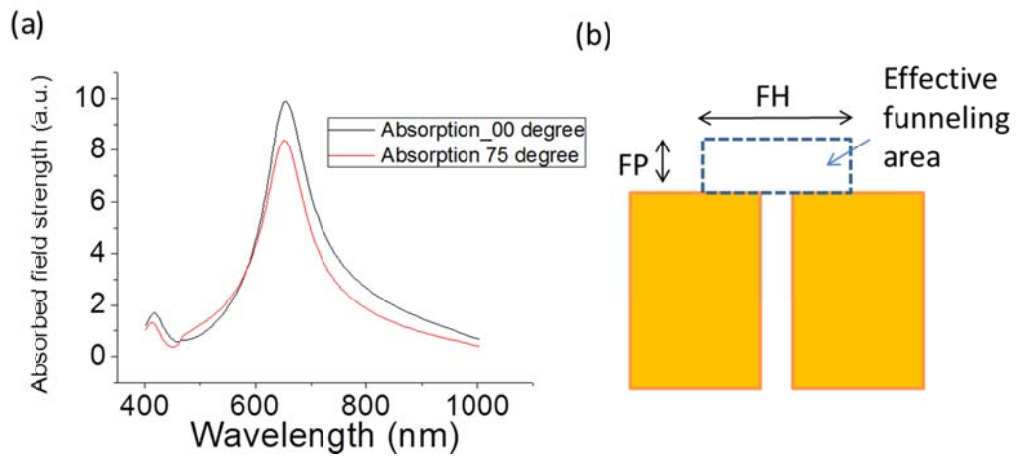 (a)
Absorbed field strength (a.u.)
10
8
6
4
2
0
400
600
800
1000
Wavelength (nm)
Absorption_00 degree
Absorption 75 degree
(b)
FH
FP
Effective
funneling
area